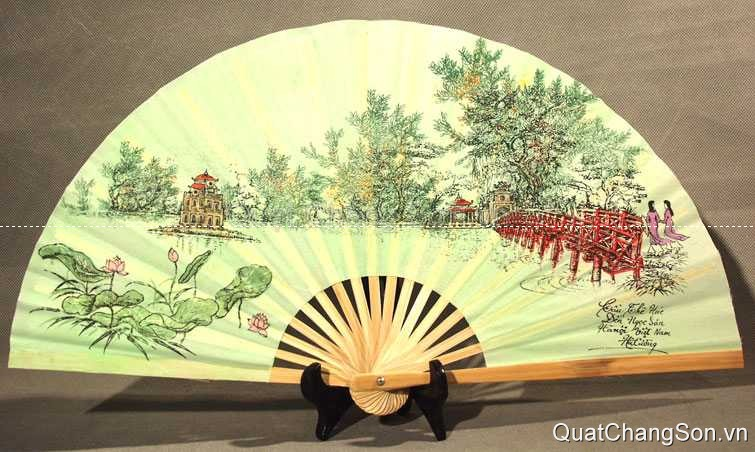 Cầu Thê Húc
Đền Ngọc Sơn
Hà Nội Việt Nam
QuatChangSon.vn